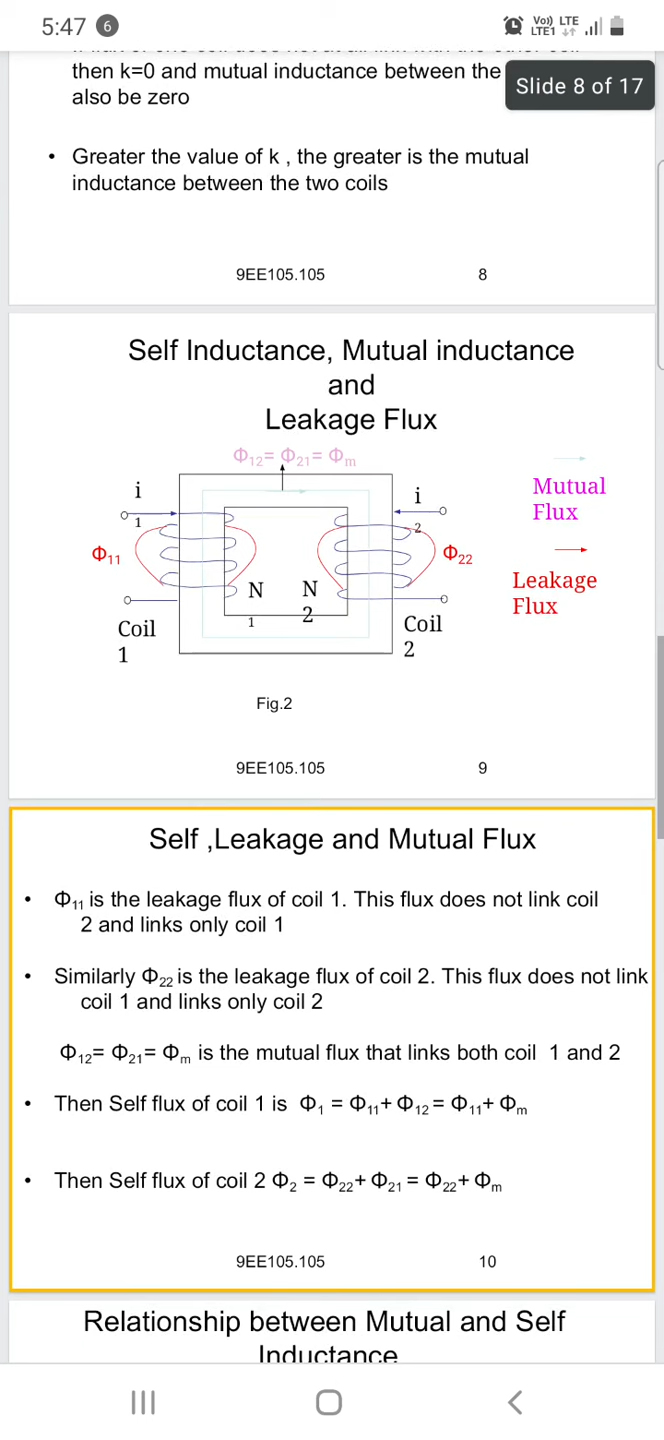 5:47 6 Vo)) LTE LTE1
then k=0 and mutual inductance between the
also be zero
Slide 8 of 17
• Greater the value of k , the greater is the mutual
inductance between the two coils
9EE105.105 8
Self Inductance, Mutual inductance
and
Leakage Flux
Φ12= Φ21= Φm
i
1
i
2
Mutual
Flux
Φ11
Φ22
Leakage
Flux
N
1
N
2
Coil
1
Coil
2
Fig.2
9EE105.105 9
Self ,Leakage and Mutual Flux
• Φ11 is the leakage flux of coil 1. This flux does not link coil
2 and links only coil 1
• Similarly Φ22 is the leakage flux of coil 2. This flux does not link
coil 1 and links only coil 2
Φ12= Φ21= Φm is the mutual flux that links both coil 1 and 2
• Then Self flux of coil 1 is Φ1 = Φ11+ Φ12 = Φ11+ Φm
• Then Self flux of coil 2 Φ2 = Φ22+ Φ21 = Φ22+ Φm
9EE105.105 10
Relationship between Mutual and Self
Inductance